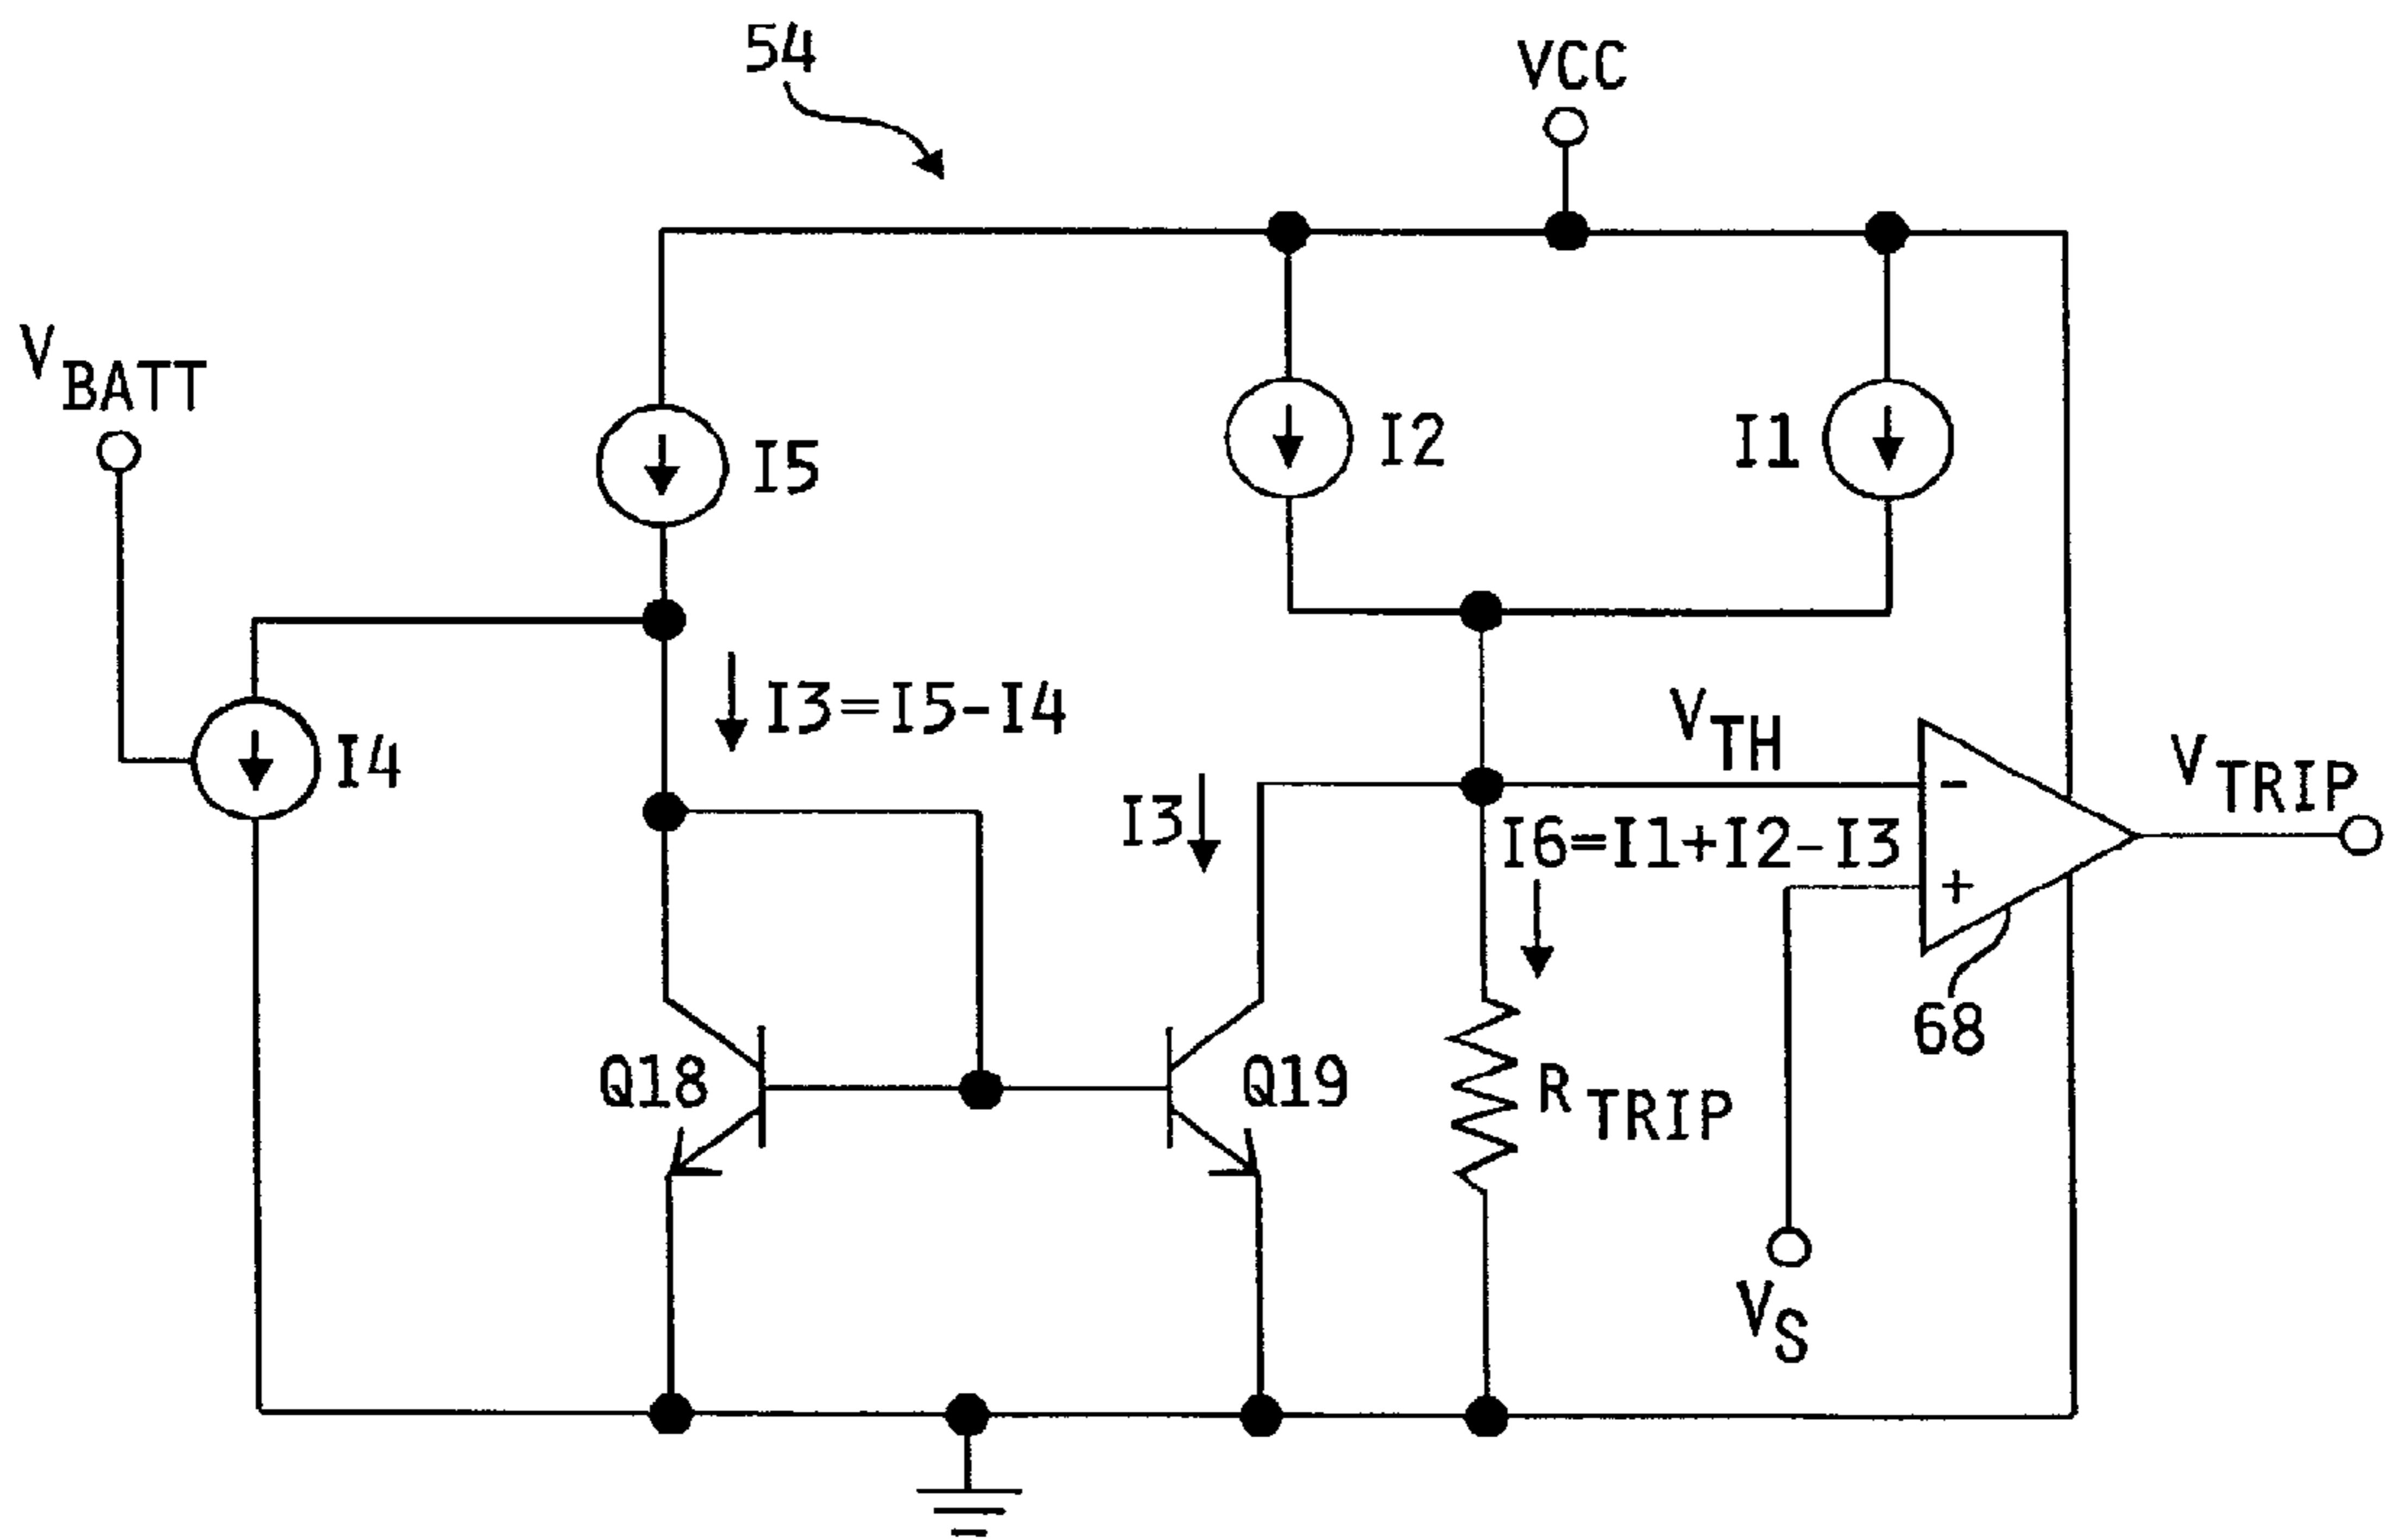 54
VCC
VBATT
I5
I2
I1
I4
I3=I5-I4
I3
VTH
-
I6=I1+I2-I3
+
VTRIP
68
Q18
Q19
RTRIP
VS